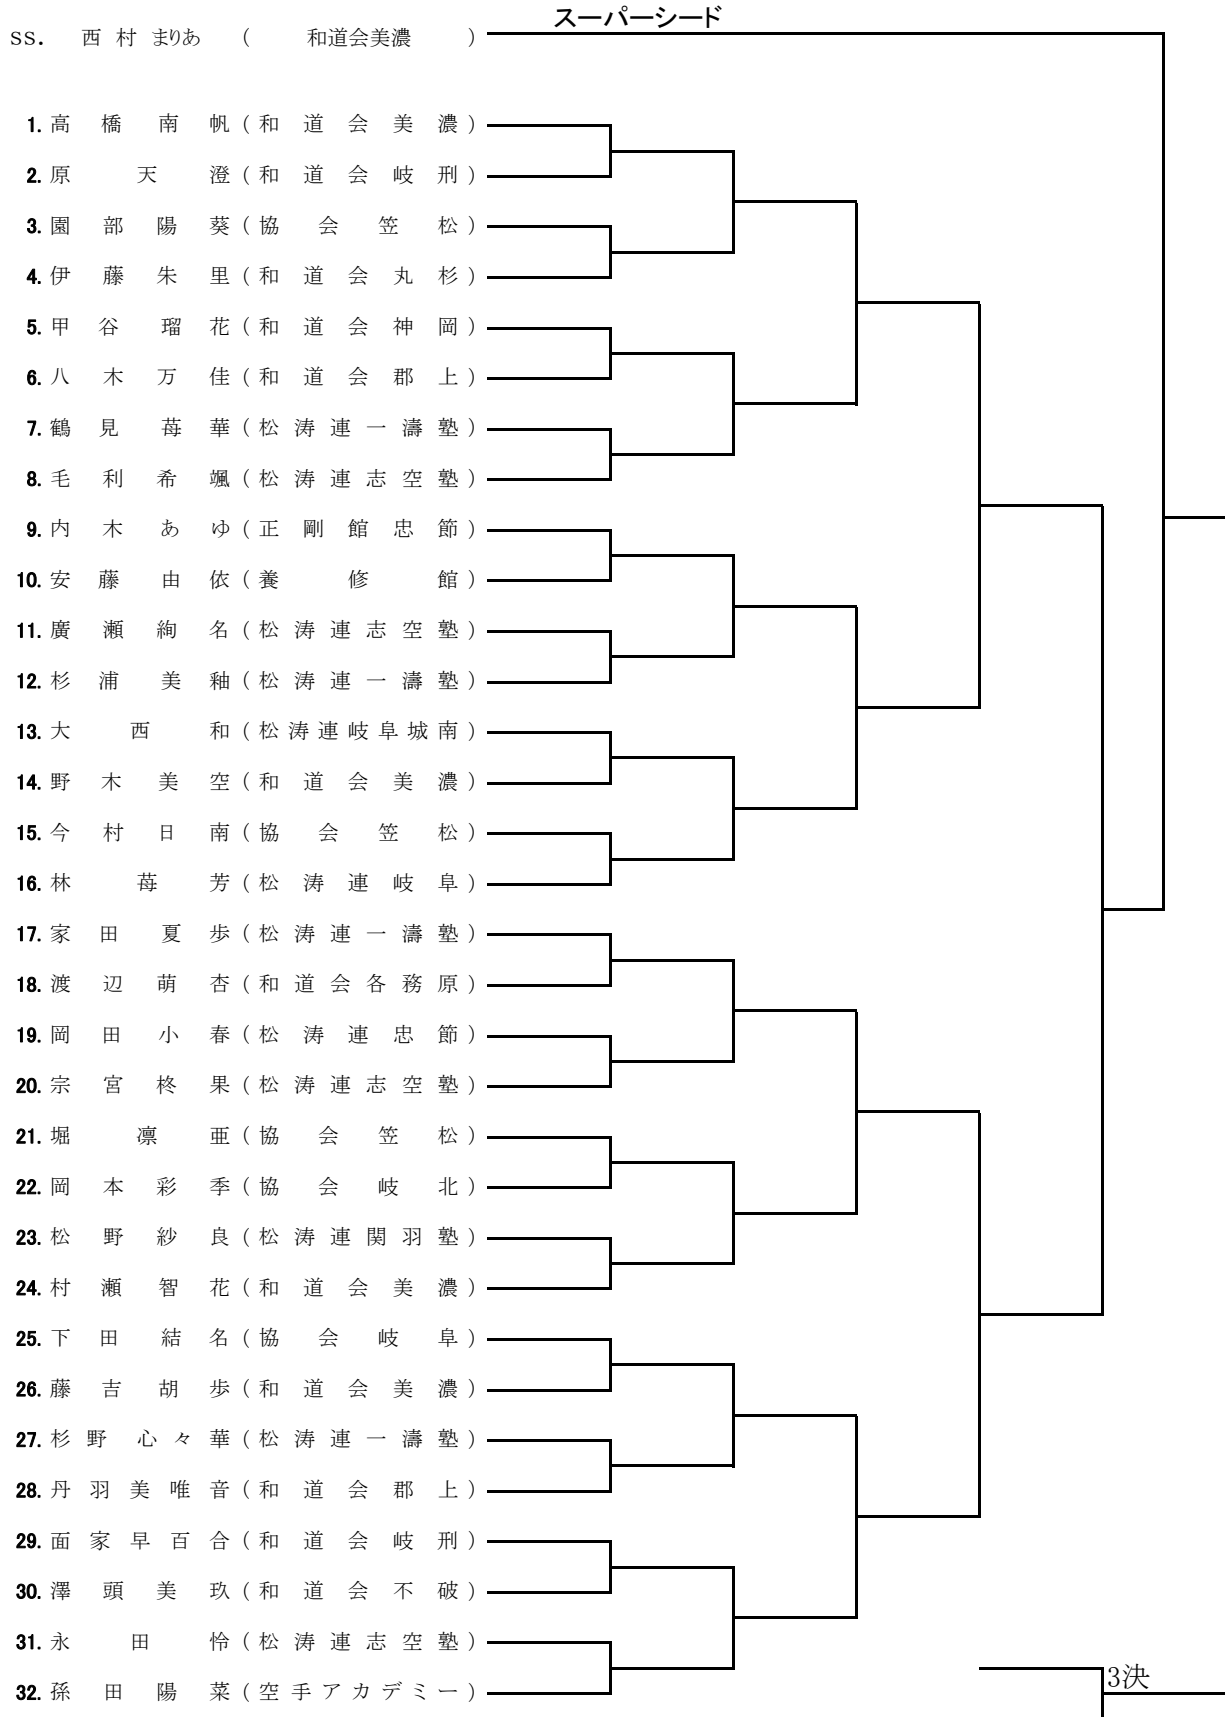 スーパーシード
SS. 西村 まりあ ( 和道会美濃 )
1. 高橋南帆 (和道会美濃)
2. 原天澄 (和道会岐刑)
3. 園部陽葵 (協会笠松)
4. 伊藤朱里 (和道会丸杉)
5. 甲谷瑠花 (和道会神岡)
6. 八木万佳 (和道会郡上)
7. 鶴見苺華 (松涛連一濤塾)
8. 毛利希颯 (松涛連志空塾)
9. 内木あゆ (正剛館忠節)
10. 安藤由依 (養修館)
11. 廣瀬絢名 (松涛連志空塾)
12. 杉浦美釉 (松涛連一濤塾)
13. 大西和 (松涛連岐阜城南)
14. 野木美空 (和道会美濃)
15. 今村日南 (協会笠松)
16. 林苺芳 (松涛連岐阜)
17. 家田夏歩 (松涛連一濤塾)
18. 渡辺萌杏 (和道会各務原)
19. 岡田小春 (松涛連忠節)
20. 宗宮柊果 (松涛連志空塾)
21. 堀凛亜 (協会笠松)
22. 岡本彩季 (協会岐北)
23. 松野紗良 (松涛連関羽塾)
24. 村瀬智花 (和道会美濃)
25. 下田結名 (協会岐阜)
26. 藤吉胡歩 (和道会美濃)
27. 杉野心々華 (松涛連一濤塾)
28. 丹羽美唯音 (和道会郡上)
29. 面家早百合 (和道会岐刑)
30. 澤頭美玖 (和道会不破)
31. 永田怜 (松涛連志空塾)
3決
32. 孫田陽菜 (空手アカデミー)